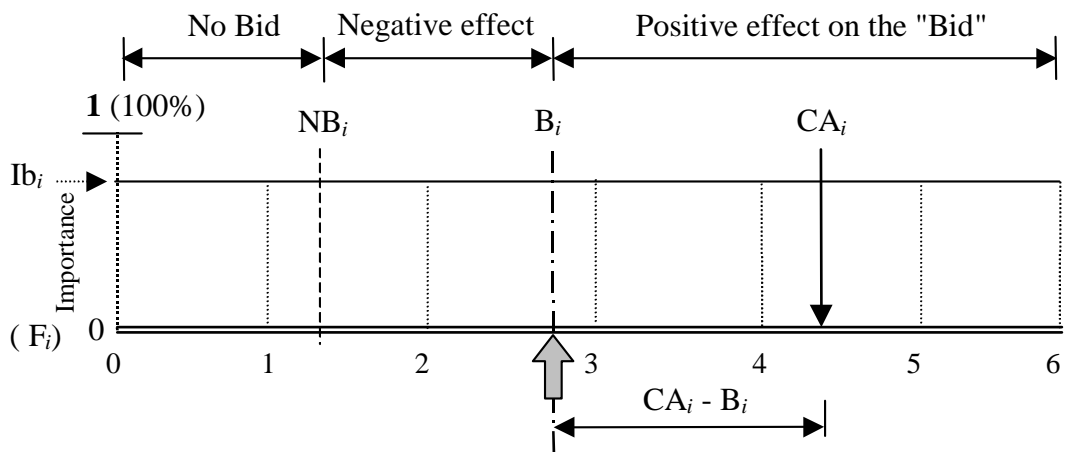 No Bid Negative effect Positive effect on the "Bid"
1 (100%) NBi Bi CAi
Ibi
Importance
( Fi) 0
0 1 2 3 4 5 6
CAi - Bi